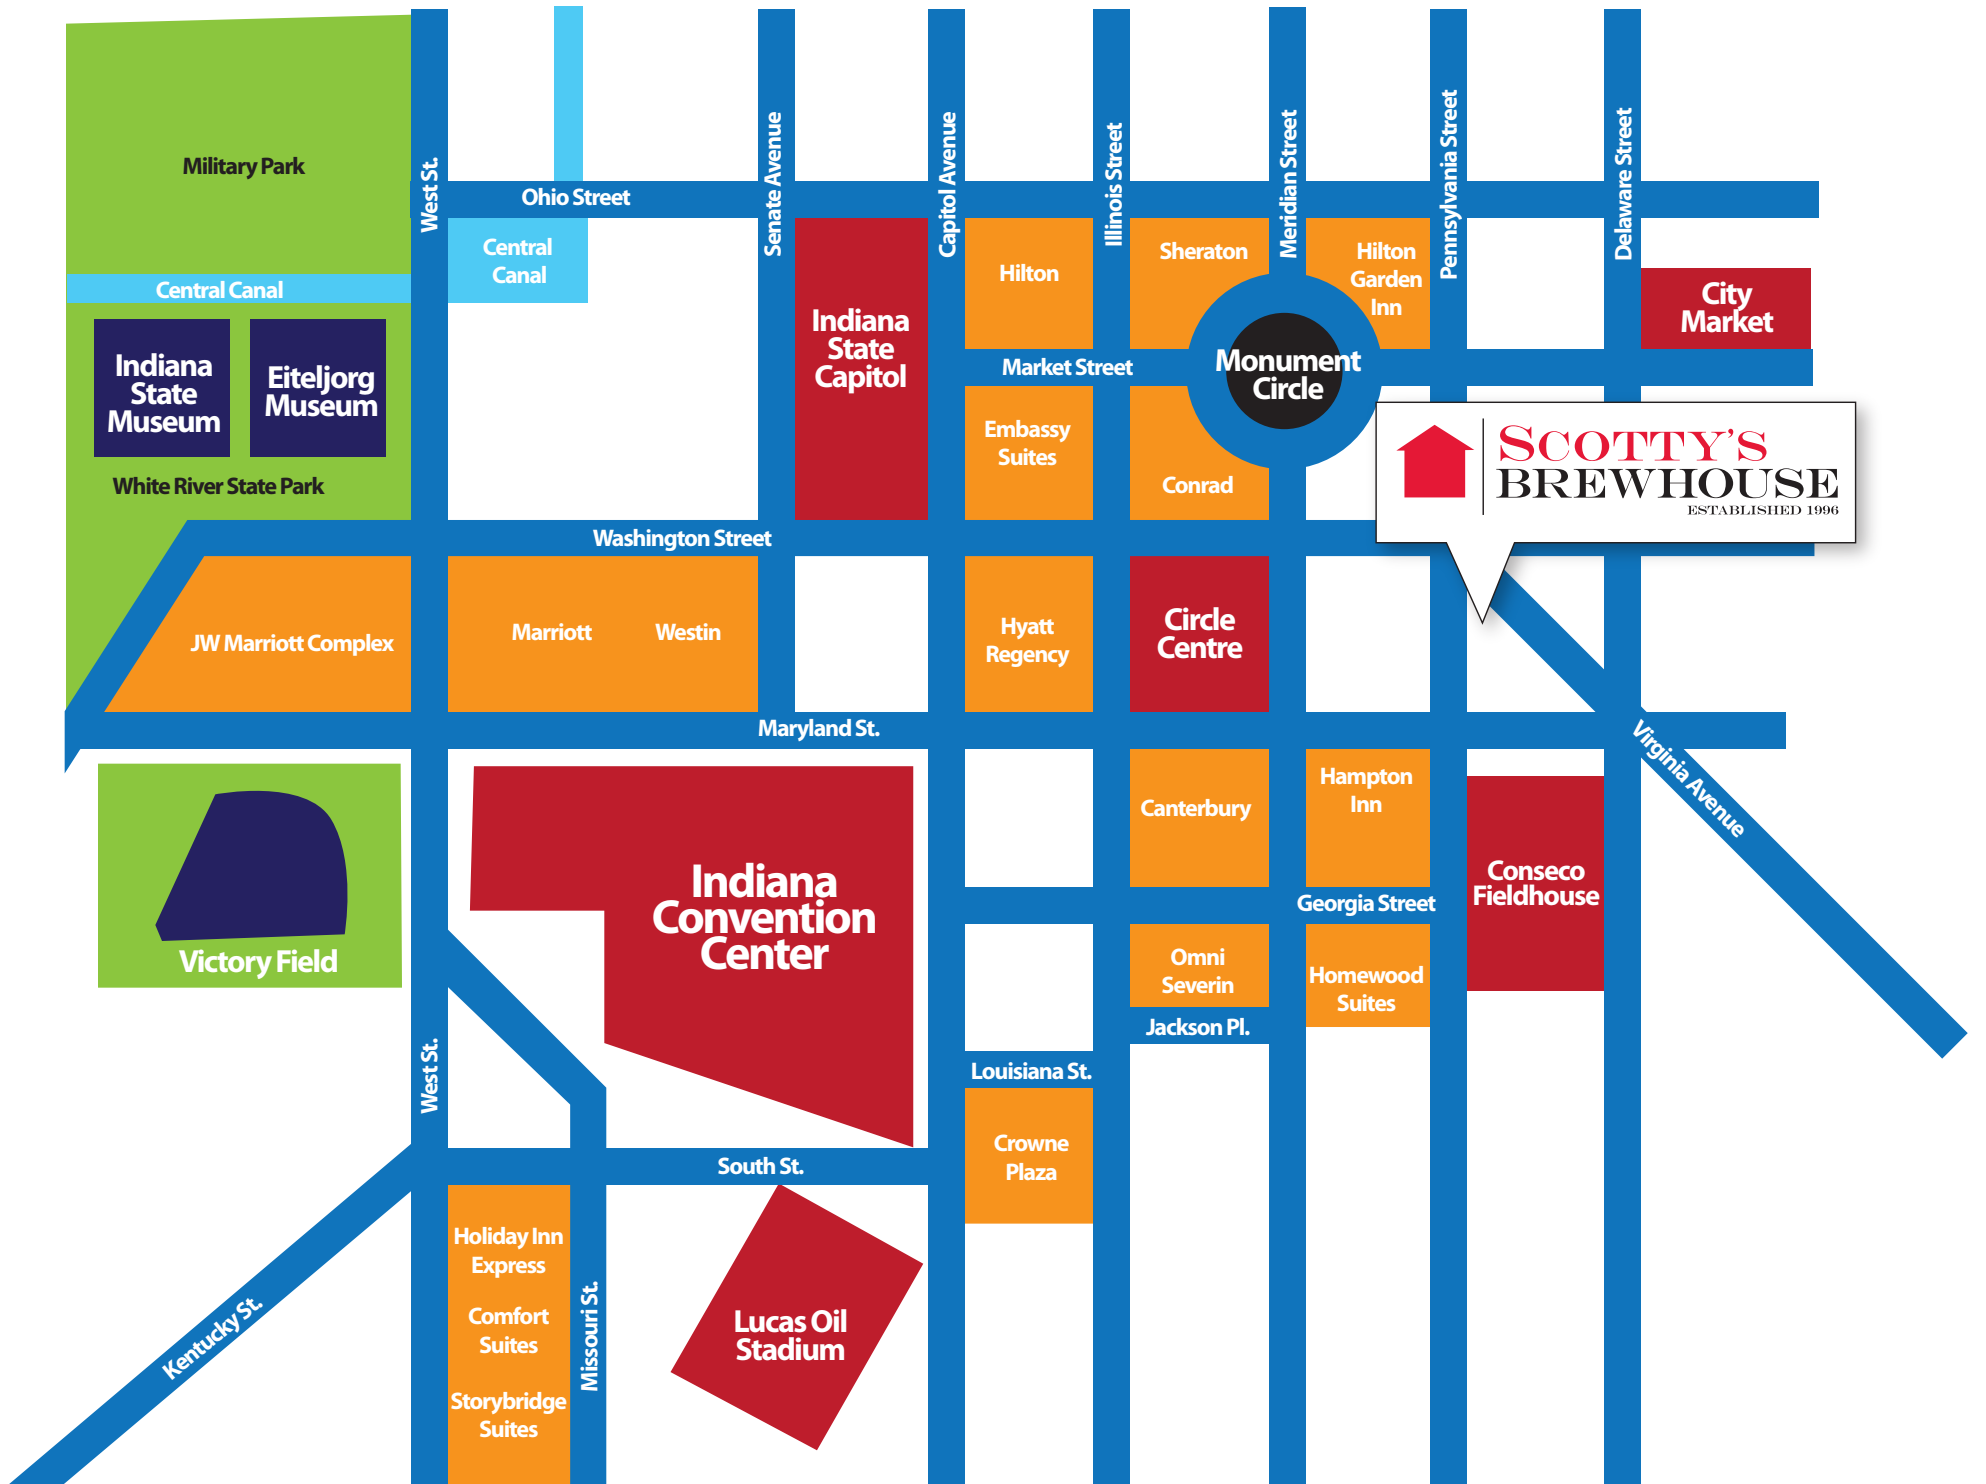 West St.
Senate Avenue
Capitol Avenue
Illinois Street
Meridian Street
Pennsylvania Street
Delaware Street
Military Park
Ohio Street
Central
Canal
Central Canal
Indiana
State
Museum
Eiteljorg
Museum
White River State Park
Indiana
State
Capitol
Hilton
Sheraton
Hilton
Garden
Inn
City
Market
Market Street
Monument
Circle
Embassy
Suites
Conrad
SCOTTY'S
BREWHOUSE
ESTABLISHED 1996
Washington Street
JW Marriott Complex
Marriott
Westin
Hyatt
Regency
Circle
Centre
Maryland St.
Virginia Avenue
Victory Field
Indiana
Convention
Center
Canterbury
Hampton
Inn
Conseco
Fieldhouse
Georgia Street
Omni
Severin
Homewood
Suites
Jackson Pl.
Louisiana St.
West St.
Crowne
Plaza
South St.
Holiday Inn
Express
Comfort
Suites
Storybridge
Suites
Kentucky St.
Missouri St.
Lucas Oil
Stadium